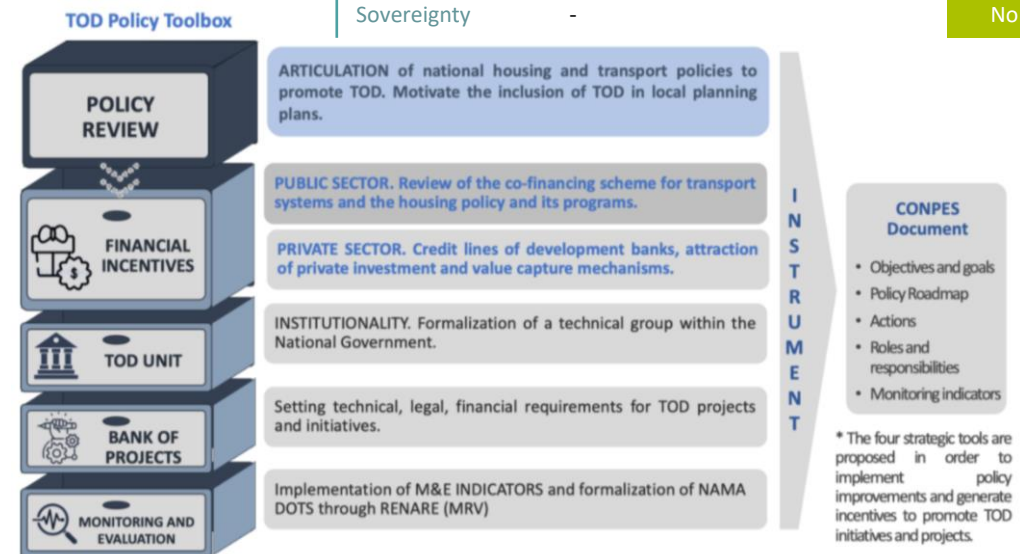 TOD Policy Toolbox
Sovereignty
-
No
POLICY
REVIEW
ARTICULATION of national housing and transport policies to
promote TOD. Motivate the inclusion of TOD in local planning
plans.
FINANCIAL
INCENTIVES
PUBLIC SECTOR. Review of the co-financing scheme for transport
systems and the housing policy and its programs.
PRIVATE SECTOR. Credit lines of development banks, attraction
of private investment and value capture mechanisms.
TOD UNIT
INSTITUTIONALITY. Formalization of a technical group within the
National Government.
BANK OF
PROJECTS
Setting technical, legal, financial requirements for TOD projects
and initiatives.
MONITORING AND
EVALUATION
Implementation of M&E INDICATORS and formalization of NAMA
DOTS through RENARE (MRV)
I
N
S
T
R
U
M
E
N
T
CONPES
Document
• Objectives and goals
• Policy Roadmap
• Actions
• Roles and
responsibilities
• Monitoring indicators
* The four strategic tools are
proposed in order to
implement policy
improvements and generate
incentives to promote TOD
initiatives and projects.